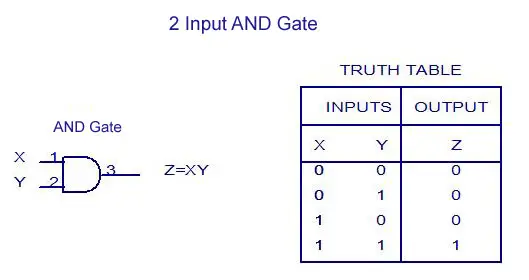 2 Input AND Gate
TRUTH TABLE
INPUTS OUTPUT
X Y Z
0 0 0
0 1 0
1 0 0
1 1 1
AND Gate
X 1
Y 2
3
Z=XY